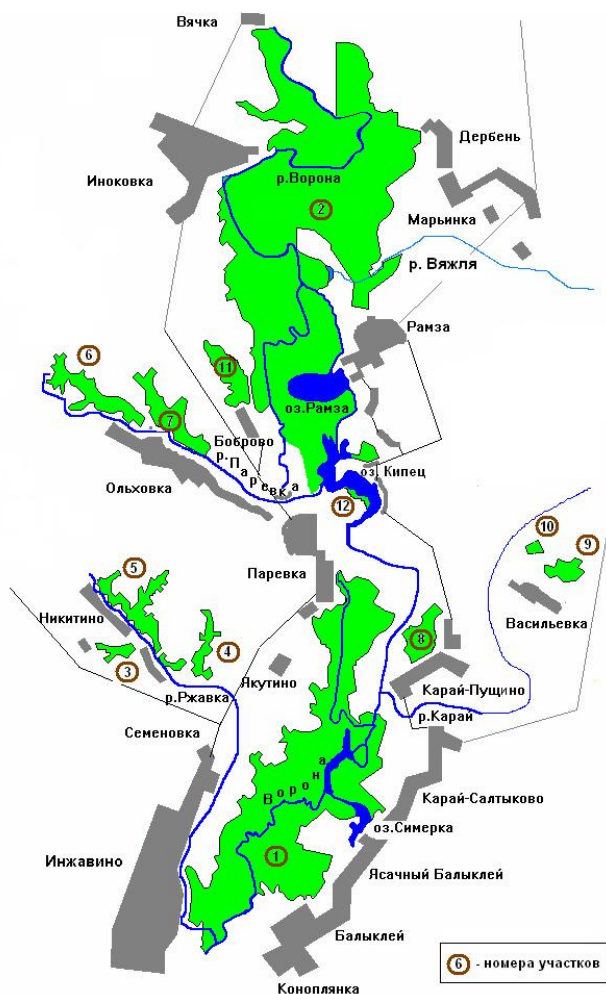 Вячка
Дербень
Иноковка
р.Ворона
2
Марьинка
р. Вяжля
Рамза
6
11
оз.Рамза
7
Боброво
р.Паревка
оз. Кипец
Ольховка
12
10
9
Паревка
5
Васильевка
Никитино
4
8
3
Якутино
Карай-Пущино
р.Ржавка
р.Карай
Семеновка
Ворона
Карай-Салтыково
оз.Симерка
Инжавино
1
Ясачный Балыклей
Балыклей
6 - номера участков
Коноплянка